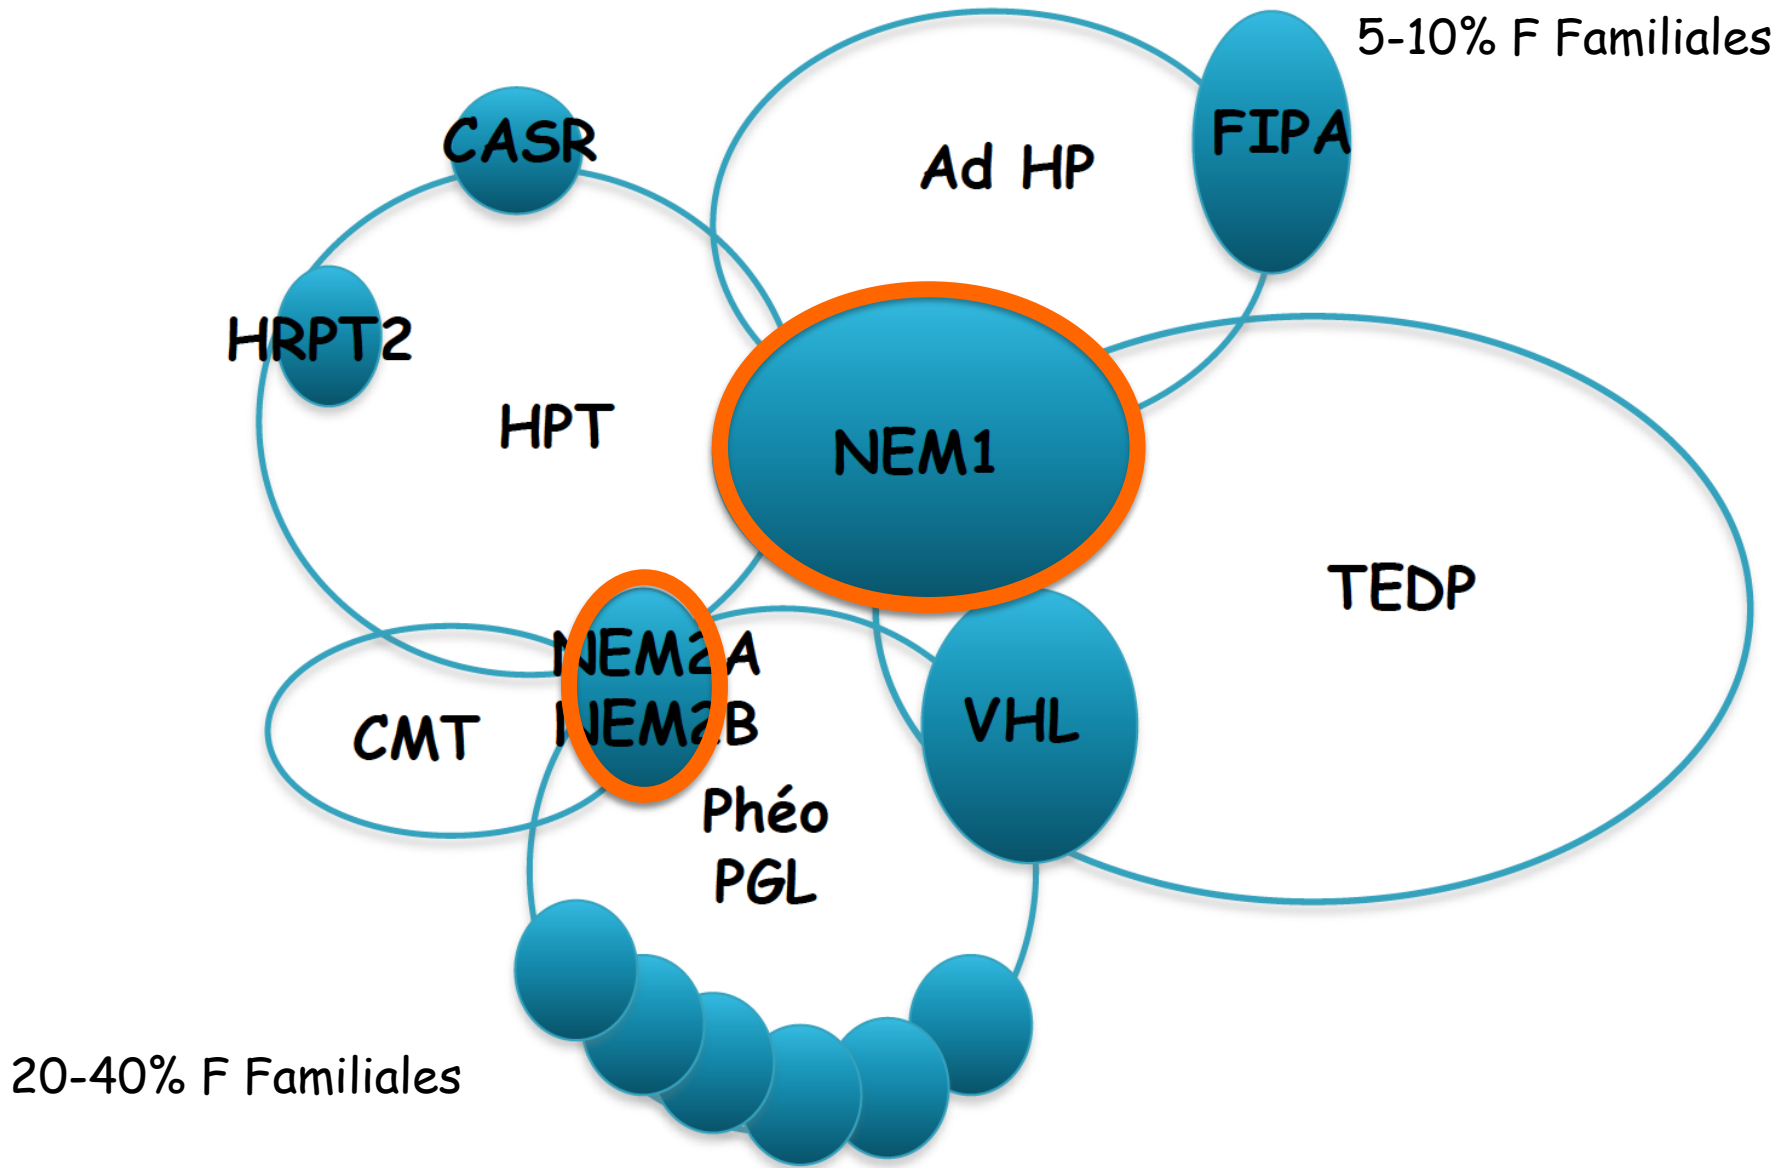 5-10% F Familiales
CASR
FIPA
Ad HP
HRPT2
HPT
NEM1
TEDP
NEM2A
NEM2B
CMT
VHL
Phéo
PGL
20-40% F Familiales